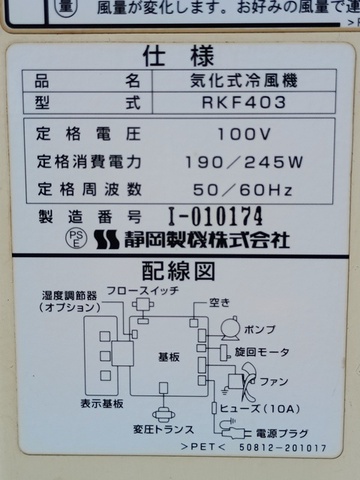 量
風量が変化します。お好みの風量で運
仕様
品 名 気化式冷風機
型 式 RKF403
定格電圧 100V
定格消費電力 190／245W
定格周波数 50／60Hz
製造番号 I-010174
PSE 静岡製機株式会社
配線図
フロースイッチ
湿度調節器
(オプション)
空き
ポンプ
基板
旋回モータ
ファン
表示基板
ヒューズ(10A)
変圧トランス
電源プラグ
>PET< 50812-201017